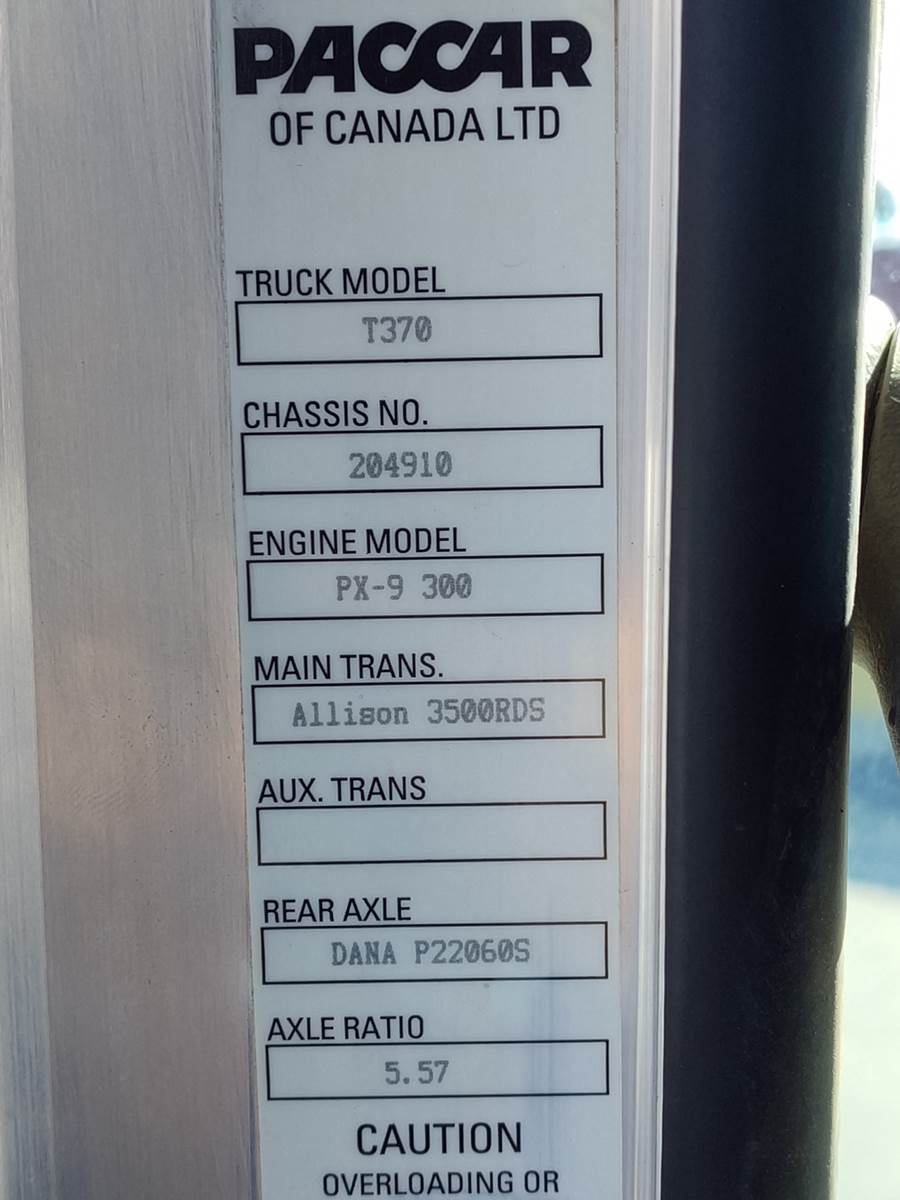 PACCAR
OF CANADA LTD
TRUCK MODEL
T370
CHASSIS NO.
204910
ENGINE MODEL
PX-9 300
MAIN TRANS.
Allison 3500RDS
AUX. TRANS
REAR AXLE
DANA P22060S
AXLE RATIO
5.57
CAUTION
OVERLOADING OR